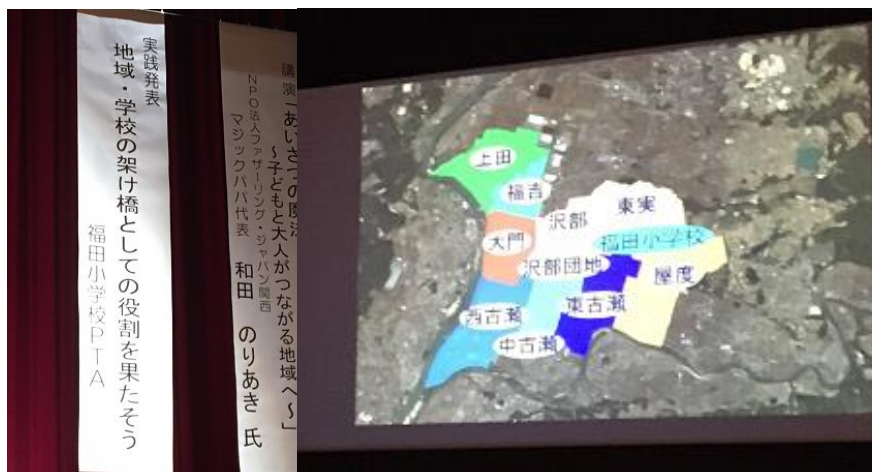 実践発表
地域・学校の架け橋としての役割を果たそう
福田小学校PTA
講演「あいさつの魔法
～子どもと大人がつながる地域へ～」
NPO法人ファザーリング・ジャパン関西
マジックパパ代表 和田 のりあき 氏
上田
福吉
沢部
東実
大門
福田小学校
沢部団地
屋度
西古瀬
東古瀬
中古瀬